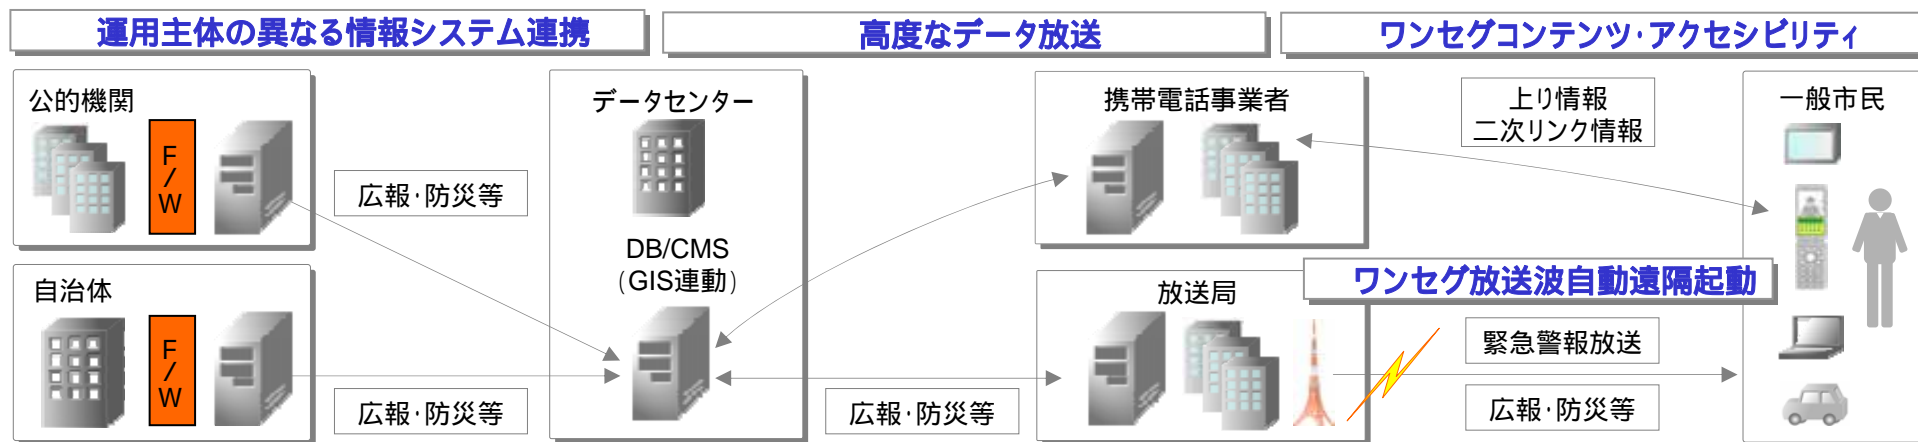 運用主体の異なる情報システム連携
高度なデータ放送
ワンセグコンテンツ・アクセシビリティ
公的機関
F/W
広報・防災等
自治体
F/W
広報・防災等
データセンター
DB/CMS
(GIS連動)
広報・防災等
携帯電話事業者
上り情報
二次リンク情報
放送局
ワンセグ放送波自動遠隔起動
緊急警報放送
広報・防災等
一般市民